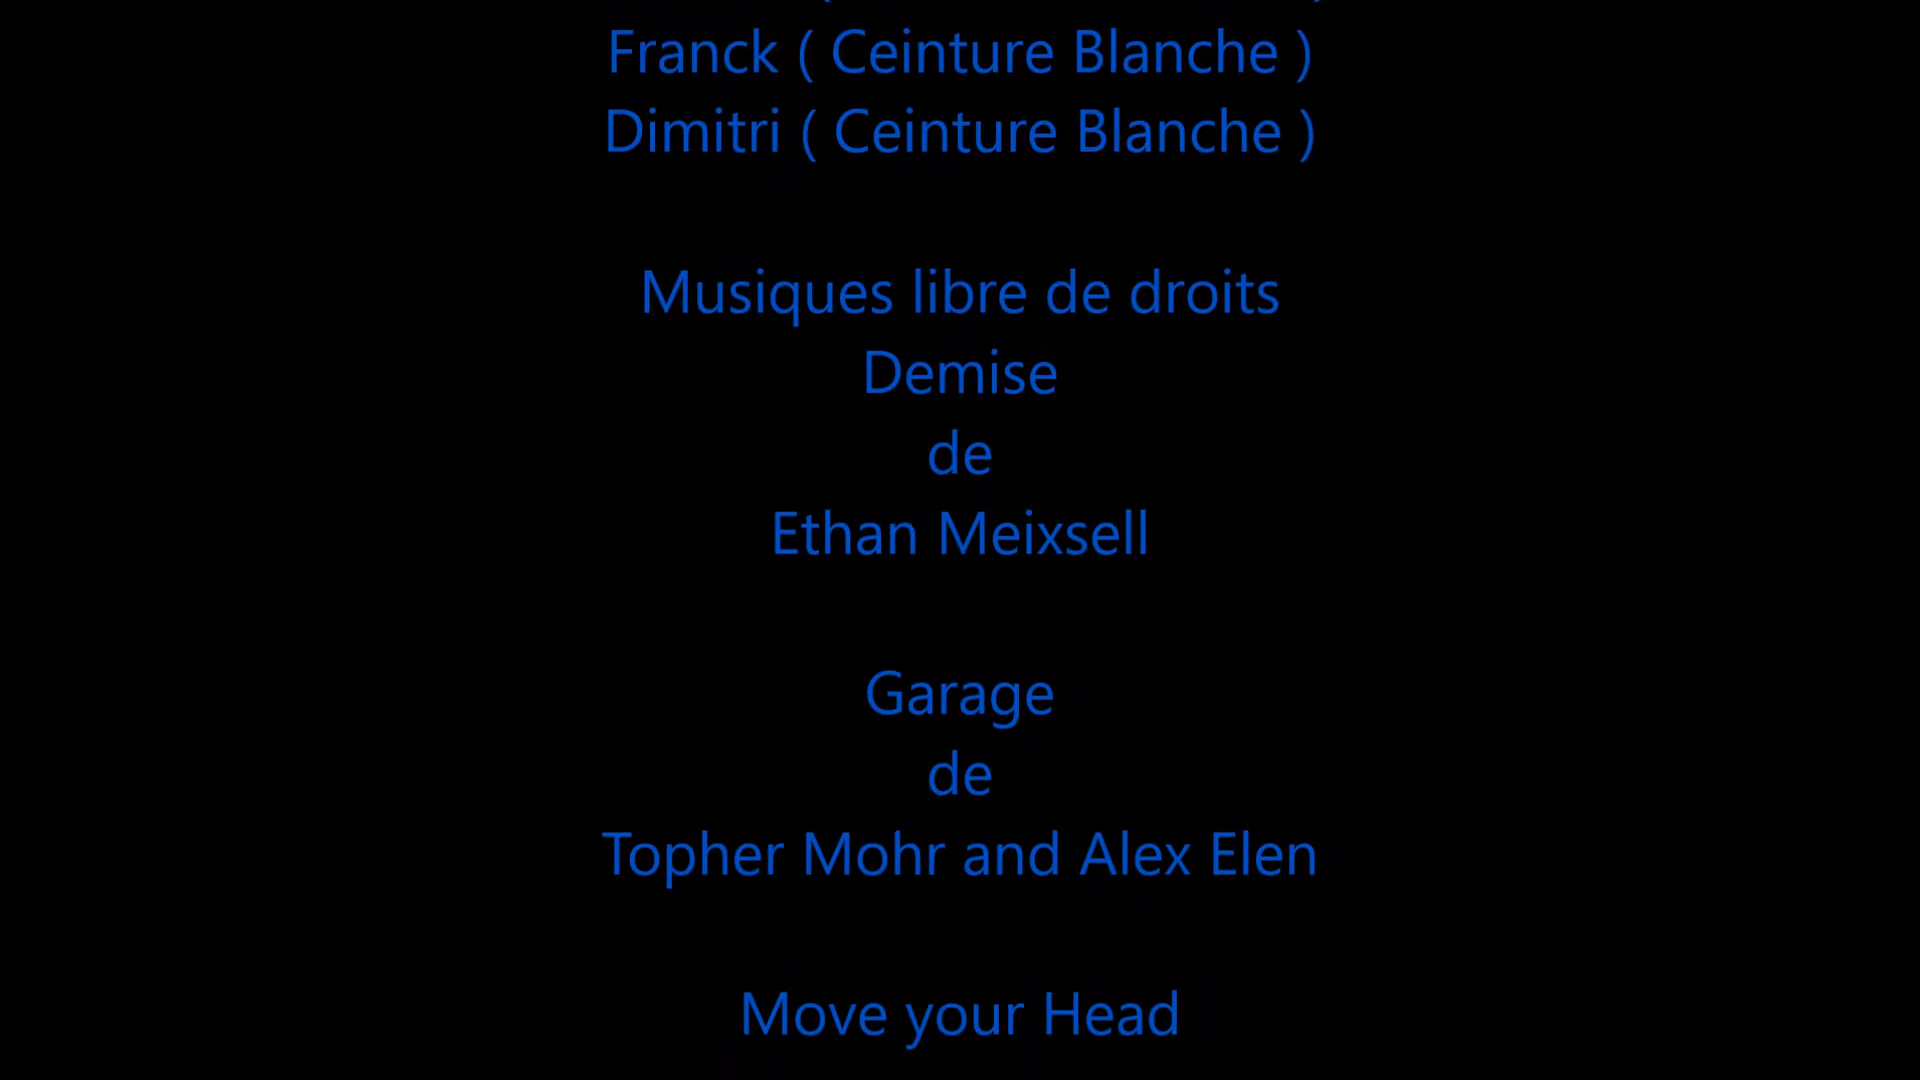 Franck ( Ceinture Blanche )
Dimitri ( Ceinture Blanche )
Musiques libre de droits
Demise
de
Ethan Meixsell
Garage
de
Topher Mohr and Alex Elen
Move your Head